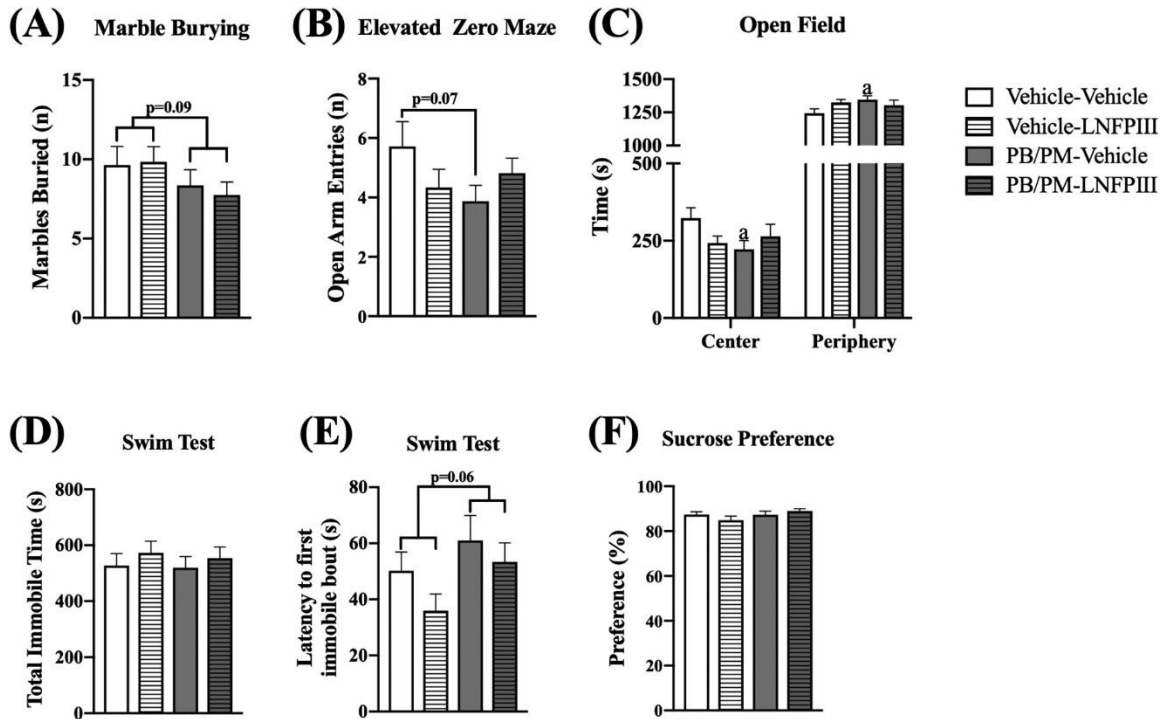 (A) Marble Burying
15
10
5
0
Marbles Buried (n)
p=0.09
(B) Elevated Zero Maze
8
6
4
2
0
Open Arm Entries (n)
p=0.07
(C) Open Field
1500
1250
1000
500
250
0
Time (s)
a
a
Center Periphery
Vehicle-Vehicle
Vehicle-LNFPIII
PB/PM-Vehicle
PB/PM-LNFPIII
(D) Swim Test
800
600
400
200
0
Total Immobile Time (s)
(E) Swim Test
80
60
40
20
0
Latency to first
immobile bout (s)
p=0.06
(F) Sucrose Preference
100
80
60
40
20
0
Preference (%)